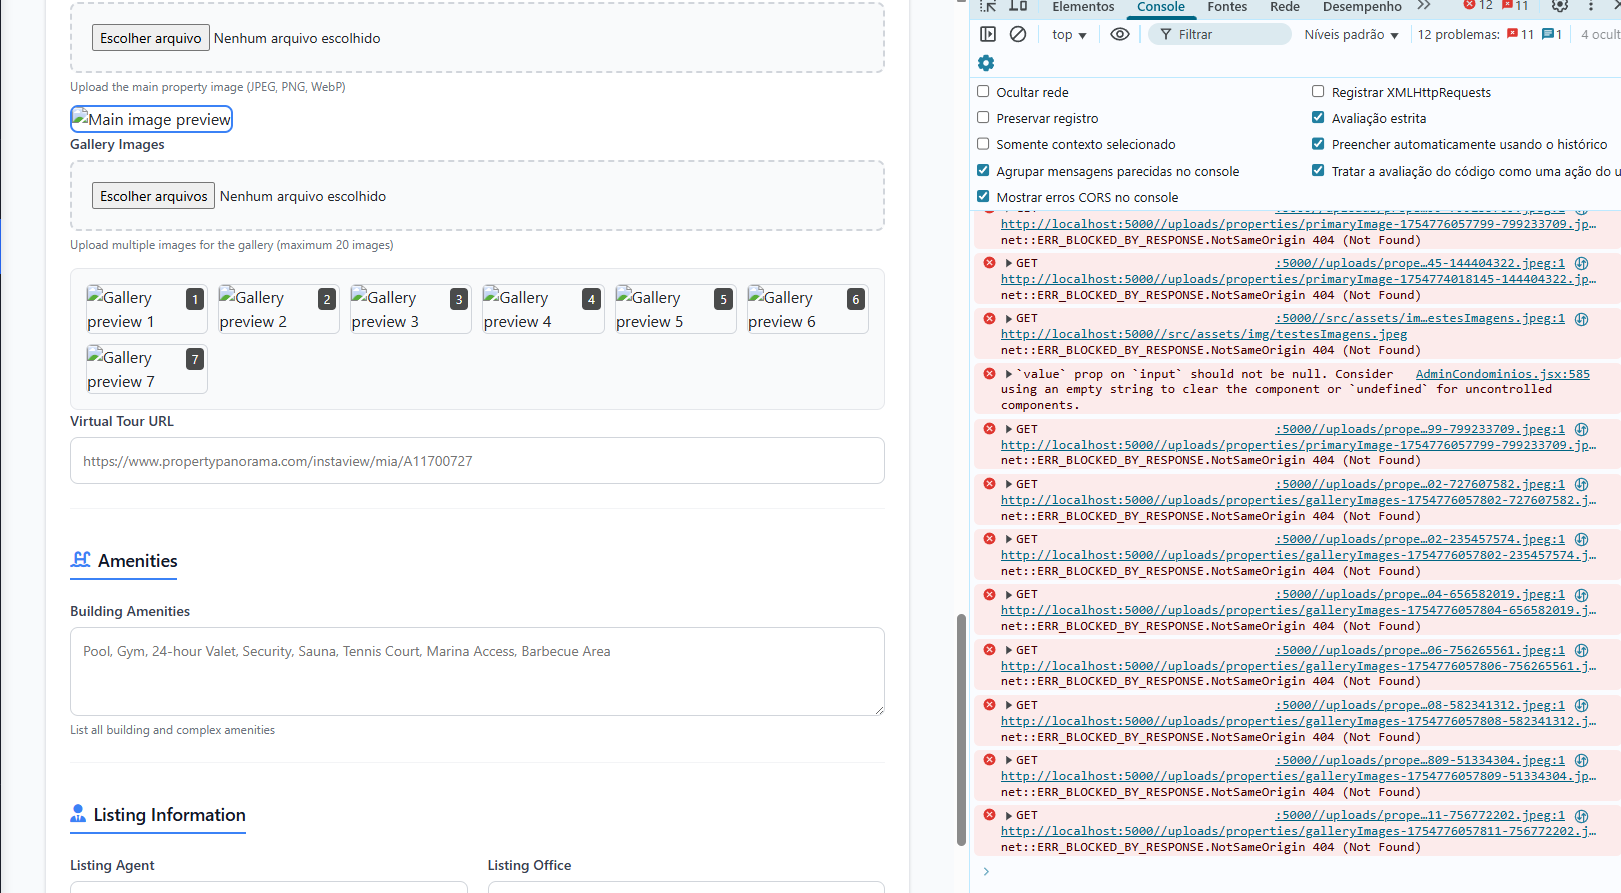 Escolher arquivo Nenhum arquivo escolhido
Upload the main property image (JPEG, PNG, WebP)
Main image preview
Gallery Images
Escolher arquivos Nenhum arquivo escolhido
Upload multiple images for the gallery (maximum 20 images)
Gallery preview 1 1
Gallery preview 2 2
Gallery preview 3 3
Gallery preview 4 4
Gallery preview 5 5
Gallery preview 6 6
Gallery preview 7 7
Virtual Tour URL
https://www.propertypanorama.com/instaview/mia/A11700727
Amenities
Building Amenities
Pool, Gym, 24-hour Valet, Security, Sauna, Tennis Court, Marina Access, Barbecue Area
List all building and complex amenities
Listing Information
Listing Agent
Listing Office
Elementos Console Fontes Rede Desempenho 12 11
top Filtrar Níveis padrão 12 problemas: 11 1 4 ocult
Ocultar rede
Registrar XMLHttpRequests
Preservar registro
Avaliação estrita
Somente contexto selecionado
Preencher automaticamente usando o histórico
Agrupar mensagens parecidas no console
Tratar a avaliação do código como uma ação do u
Mostrar erros CORS no console
http://localhost:5000//uploads/properties/primaryImage-1754776057799-799233709.jp…
net::ERR_BLOCKED_BY_RESPONSE.NotSameOrigin 404 (Not Found)
GET :5000//uploads/prope…45-144404322.jpeg:1
http://localhost:5000//uploads/properties/primaryImage-1754774018145-144404322.jp…
net::ERR_BLOCKED_BY_RESPONSE.NotSameOrigin 404 (Not Found)
GET :5000//src/assets/im…estesImagens.jpeg:1
http://localhost:5000//src/assets/img/testesImagens.jpeg
net::ERR_BLOCKED_BY_RESPONSE.NotSameOrigin 404 (Not Found)
`value` prop on `input` should not be null. Consider AdminCondominios.jsx:585
using an empty string to clear the component or `undefined` for uncontrolled
components.
GET :5000//uploads/prope…99-799233709.jpeg:1
http://localhost:5000//uploads/properties/primaryImage-1754776057799-799233709.jp…
net::ERR_BLOCKED_BY_RESPONSE.NotSameOrigin 404 (Not Found)
GET :5000//uploads/prope…02-727607582.jpeg:1
http://localhost:5000//uploads/properties/galleryImages-1754776057802-727607582.j…
net::ERR_BLOCKED_BY_RESPONSE.NotSameOrigin 404 (Not Found)
GET :5000//uploads/prope…02-235457574.jpeg:1
http://localhost:5000//uploads/properties/galleryImages-1754776057802-235457574.j…
net::ERR_BLOCKED_BY_RESPONSE.NotSameOrigin 404 (Not Found)
GET :5000//uploads/prope…04-656582019.jpeg:1
http://localhost:5000//uploads/properties/galleryImages-1754776057804-656582019.j…
net::ERR_BLOCKED_BY_RESPONSE.NotSameOrigin 404 (Not Found)
GET :5000//uploads/prope…06-756265561.jpeg:1
http://localhost:5000//uploads/properties/galleryImages-1754776057806-756265561.j…
net::ERR_BLOCKED_BY_RESPONSE.NotSameOrigin 404 (Not Found)
GET :5000//uploads/prope…08-582341312.jpeg:1
http://localhost:5000//uploads/properties/galleryImages-1754776057808-582341312.j…
net::ERR_BLOCKED_BY_RESPONSE.NotSameOrigin 404 (Not Found)
GET :5000//uploads/prope…809-51334304.jpeg:1
http://localhost:5000//uploads/properties/galleryImages-1754776057809-51334304.jp…
net::ERR_BLOCKED_BY_RESPONSE.NotSameOrigin 404 (Not Found)
GET :5000//uploads/prope…11-756772202.jpeg:1
http://localhost:5000//uploads/properties/galleryImages-1754776057811-756772202.j…
net::ERR_BLOCKED_BY_RESPONSE.NotSameOrigin 404 (Not Found)